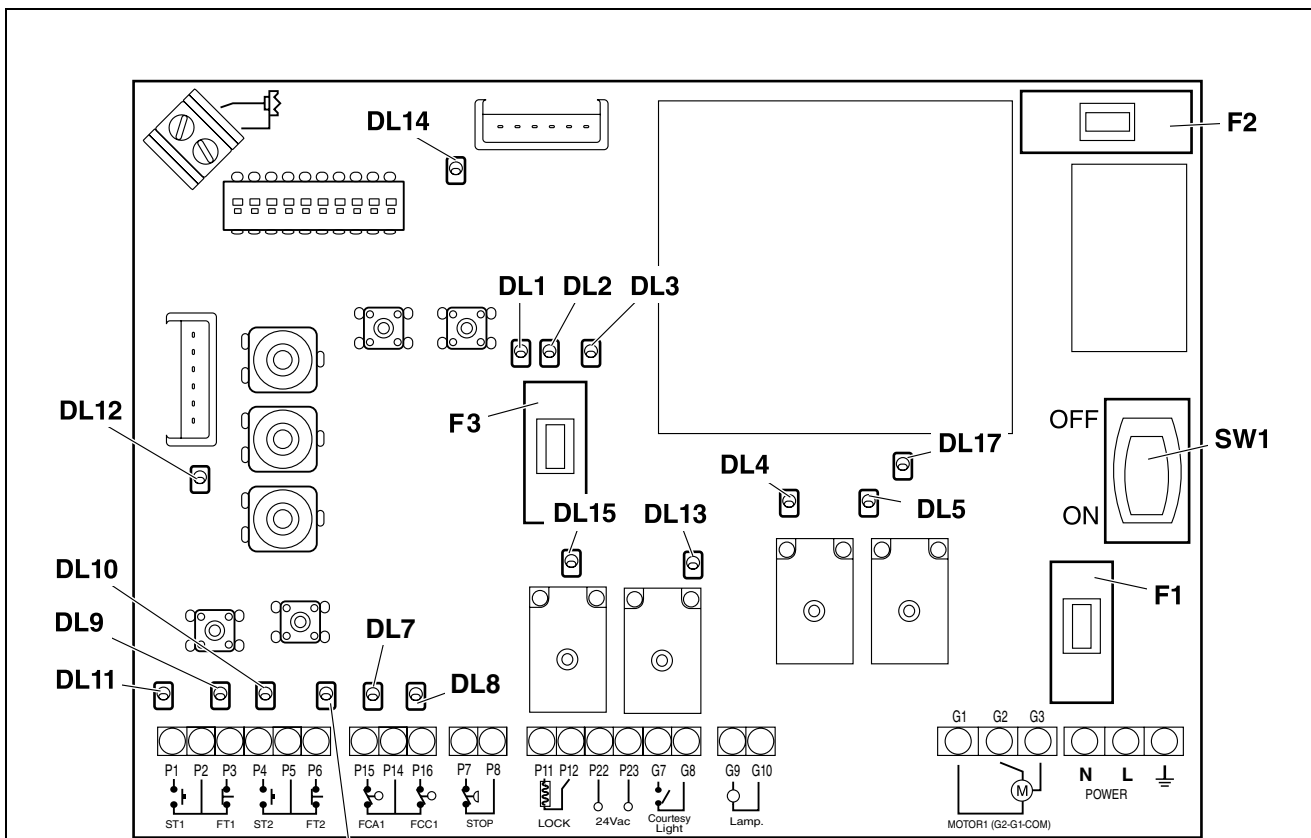 DL14
F2
DL1 DL2 DL3
F3
DL12
OFF
SW1
ON
DL17
DL4
DL5
DL15 DL13
DL10
DL9
DL11
DL7
DL8
F1
G1 G2 G3
P1 P2 P3 P4 P5 P6 P15 P14 P16 P7 P8 P11 P12 P22 P23 G7 G8 G9 G10
N L
POWER
M
ST1 FT1 ST2 FT2 FCA1 FCC1 STOP LOCK 24Vac Courtesy Light Lamp. MOTOR1 (G2-G1-COM)